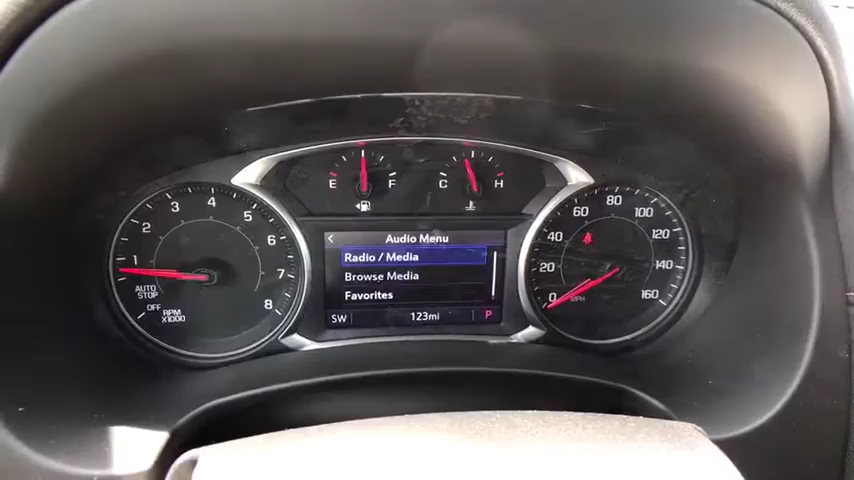 E F
C H
1 2 3 4 5 6 7 8
AUTO
STOP
OFF
RPM
X1000
< Audio Menu
Radio / Media
Browse Media
Favorites
SW 123mi P
0 20 40 60 80 100 120 140 160
MPH